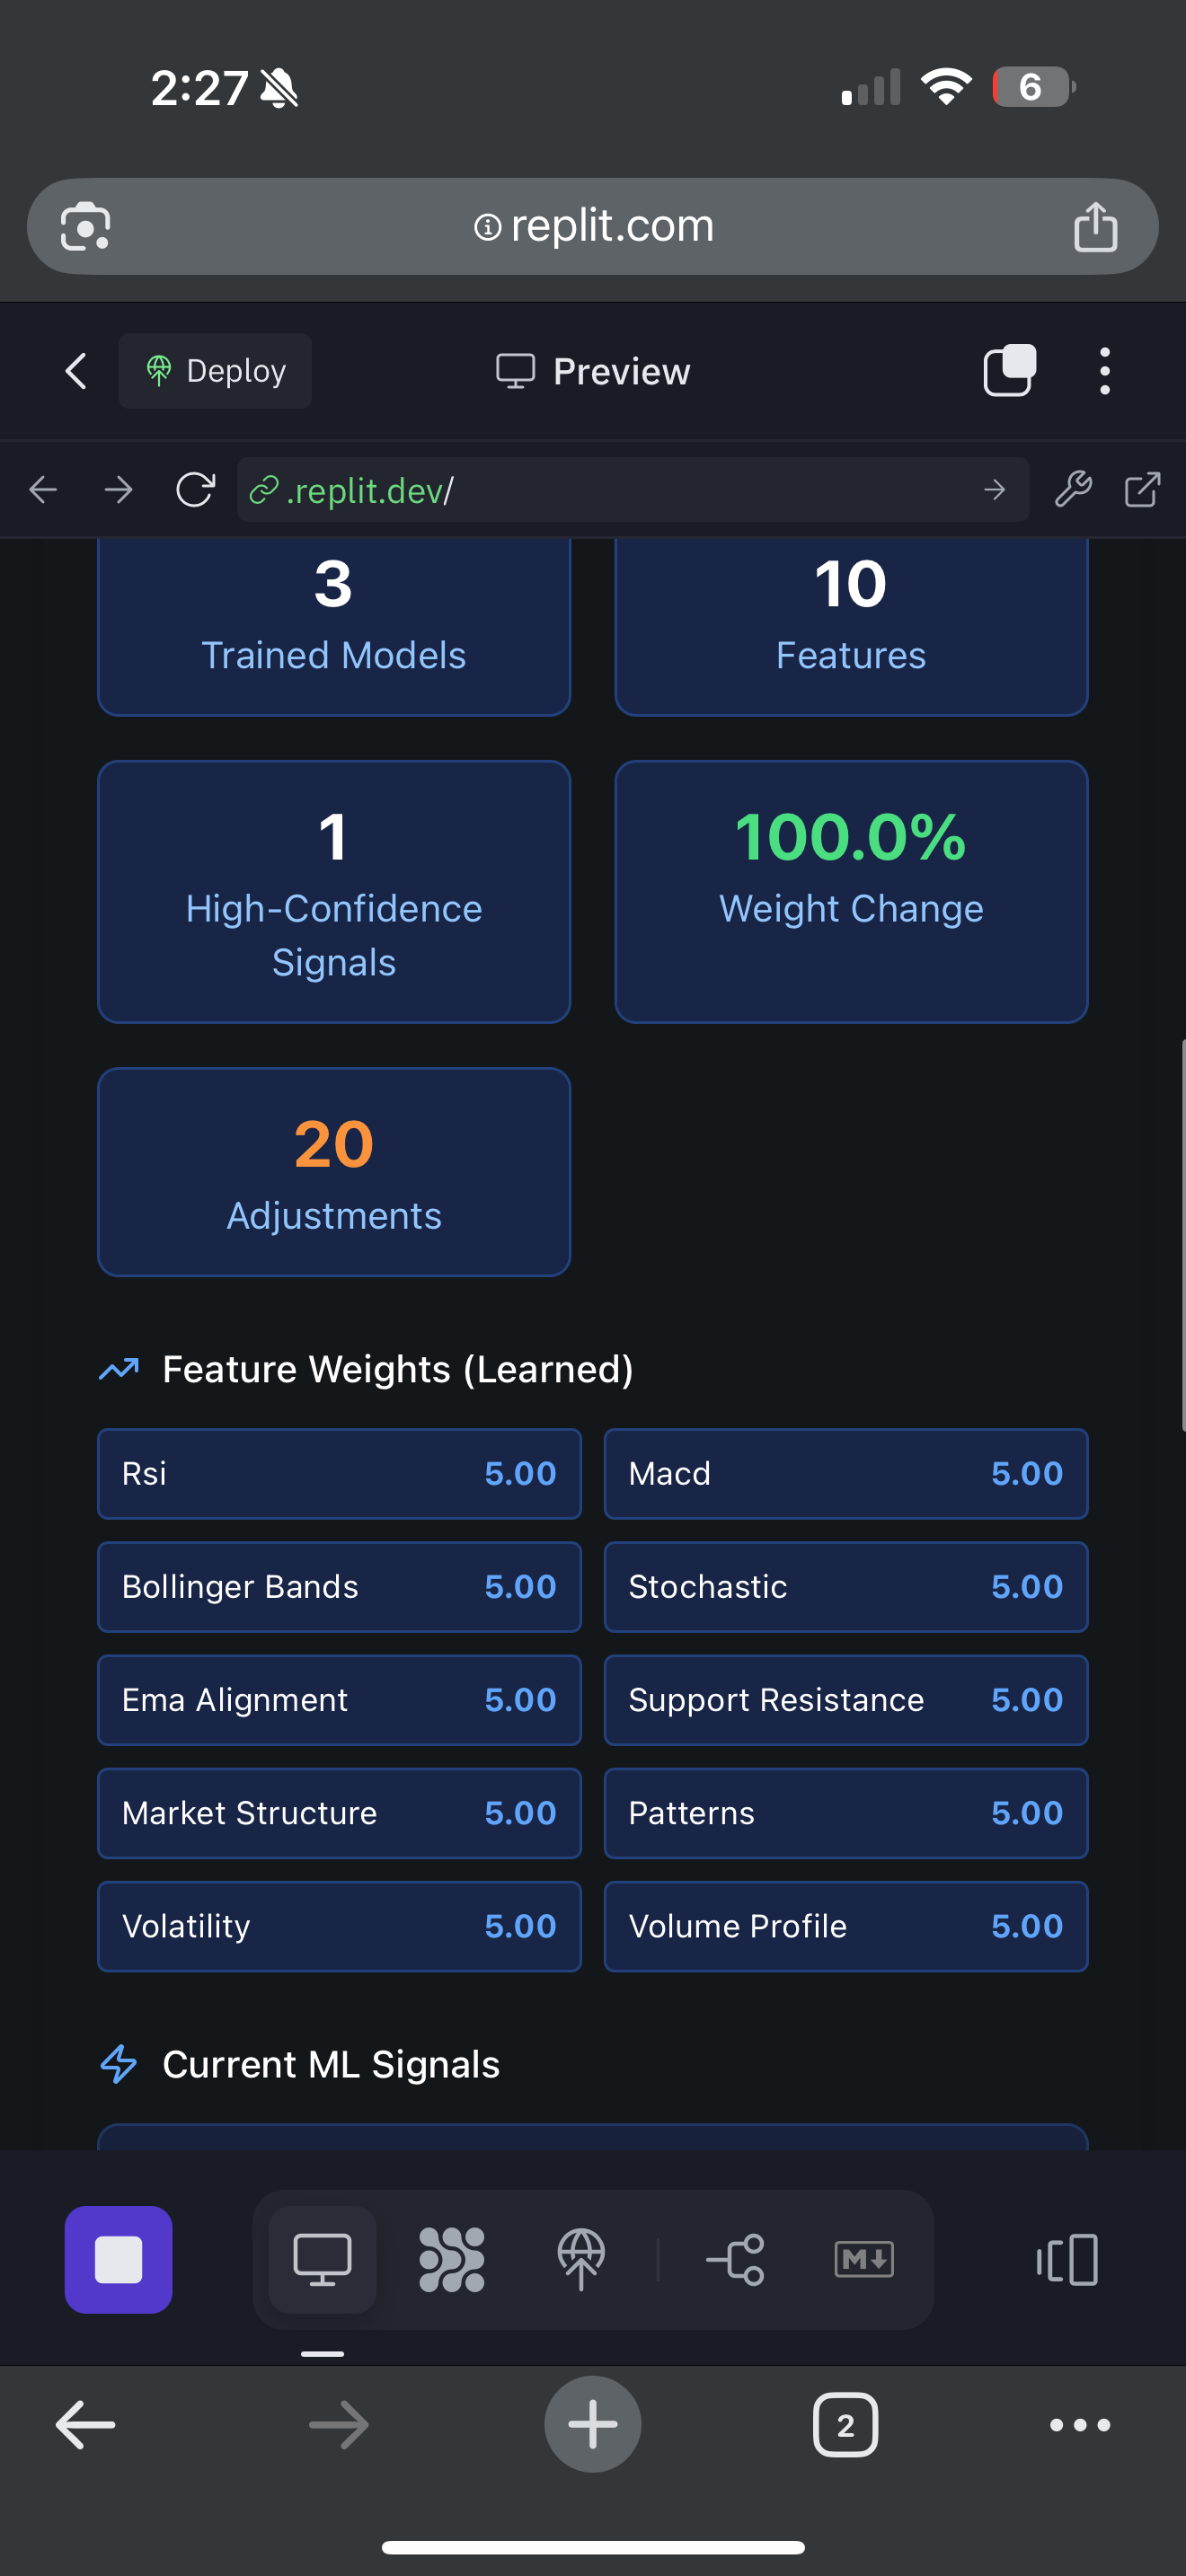 2:27
6
replit.com
Deploy
Preview
.replit.dev/
3
Trained Models
10
Features
1
High-Confidence
Signals
100.0%
Weight Change
20
Adjustments
Feature Weights (Learned)
Rsi 5.00
Macd 5.00
Bollinger Bands 5.00
Stochastic 5.00
Ema Alignment 5.00
Support Resistance 5.00
Market Structure 5.00
Patterns 5.00
Volatility 5.00
Volume Profile 5.00
Current ML Signals
M
2